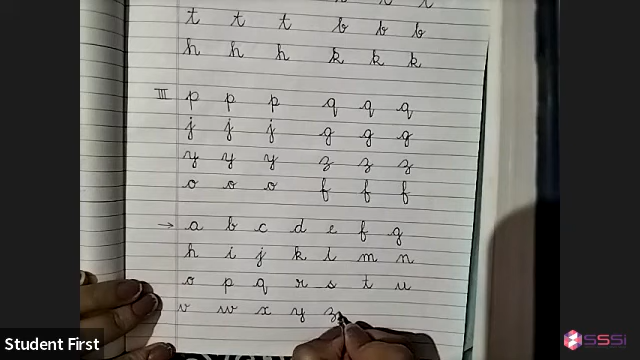 t t t b b b
h h h k k k
III p p p q q q
j j j g g g
y y y z z z
o o o f f f
→ a b c d e f g
h i j k l m n
o p q r s t u
v w x y z
Student First
SSSi